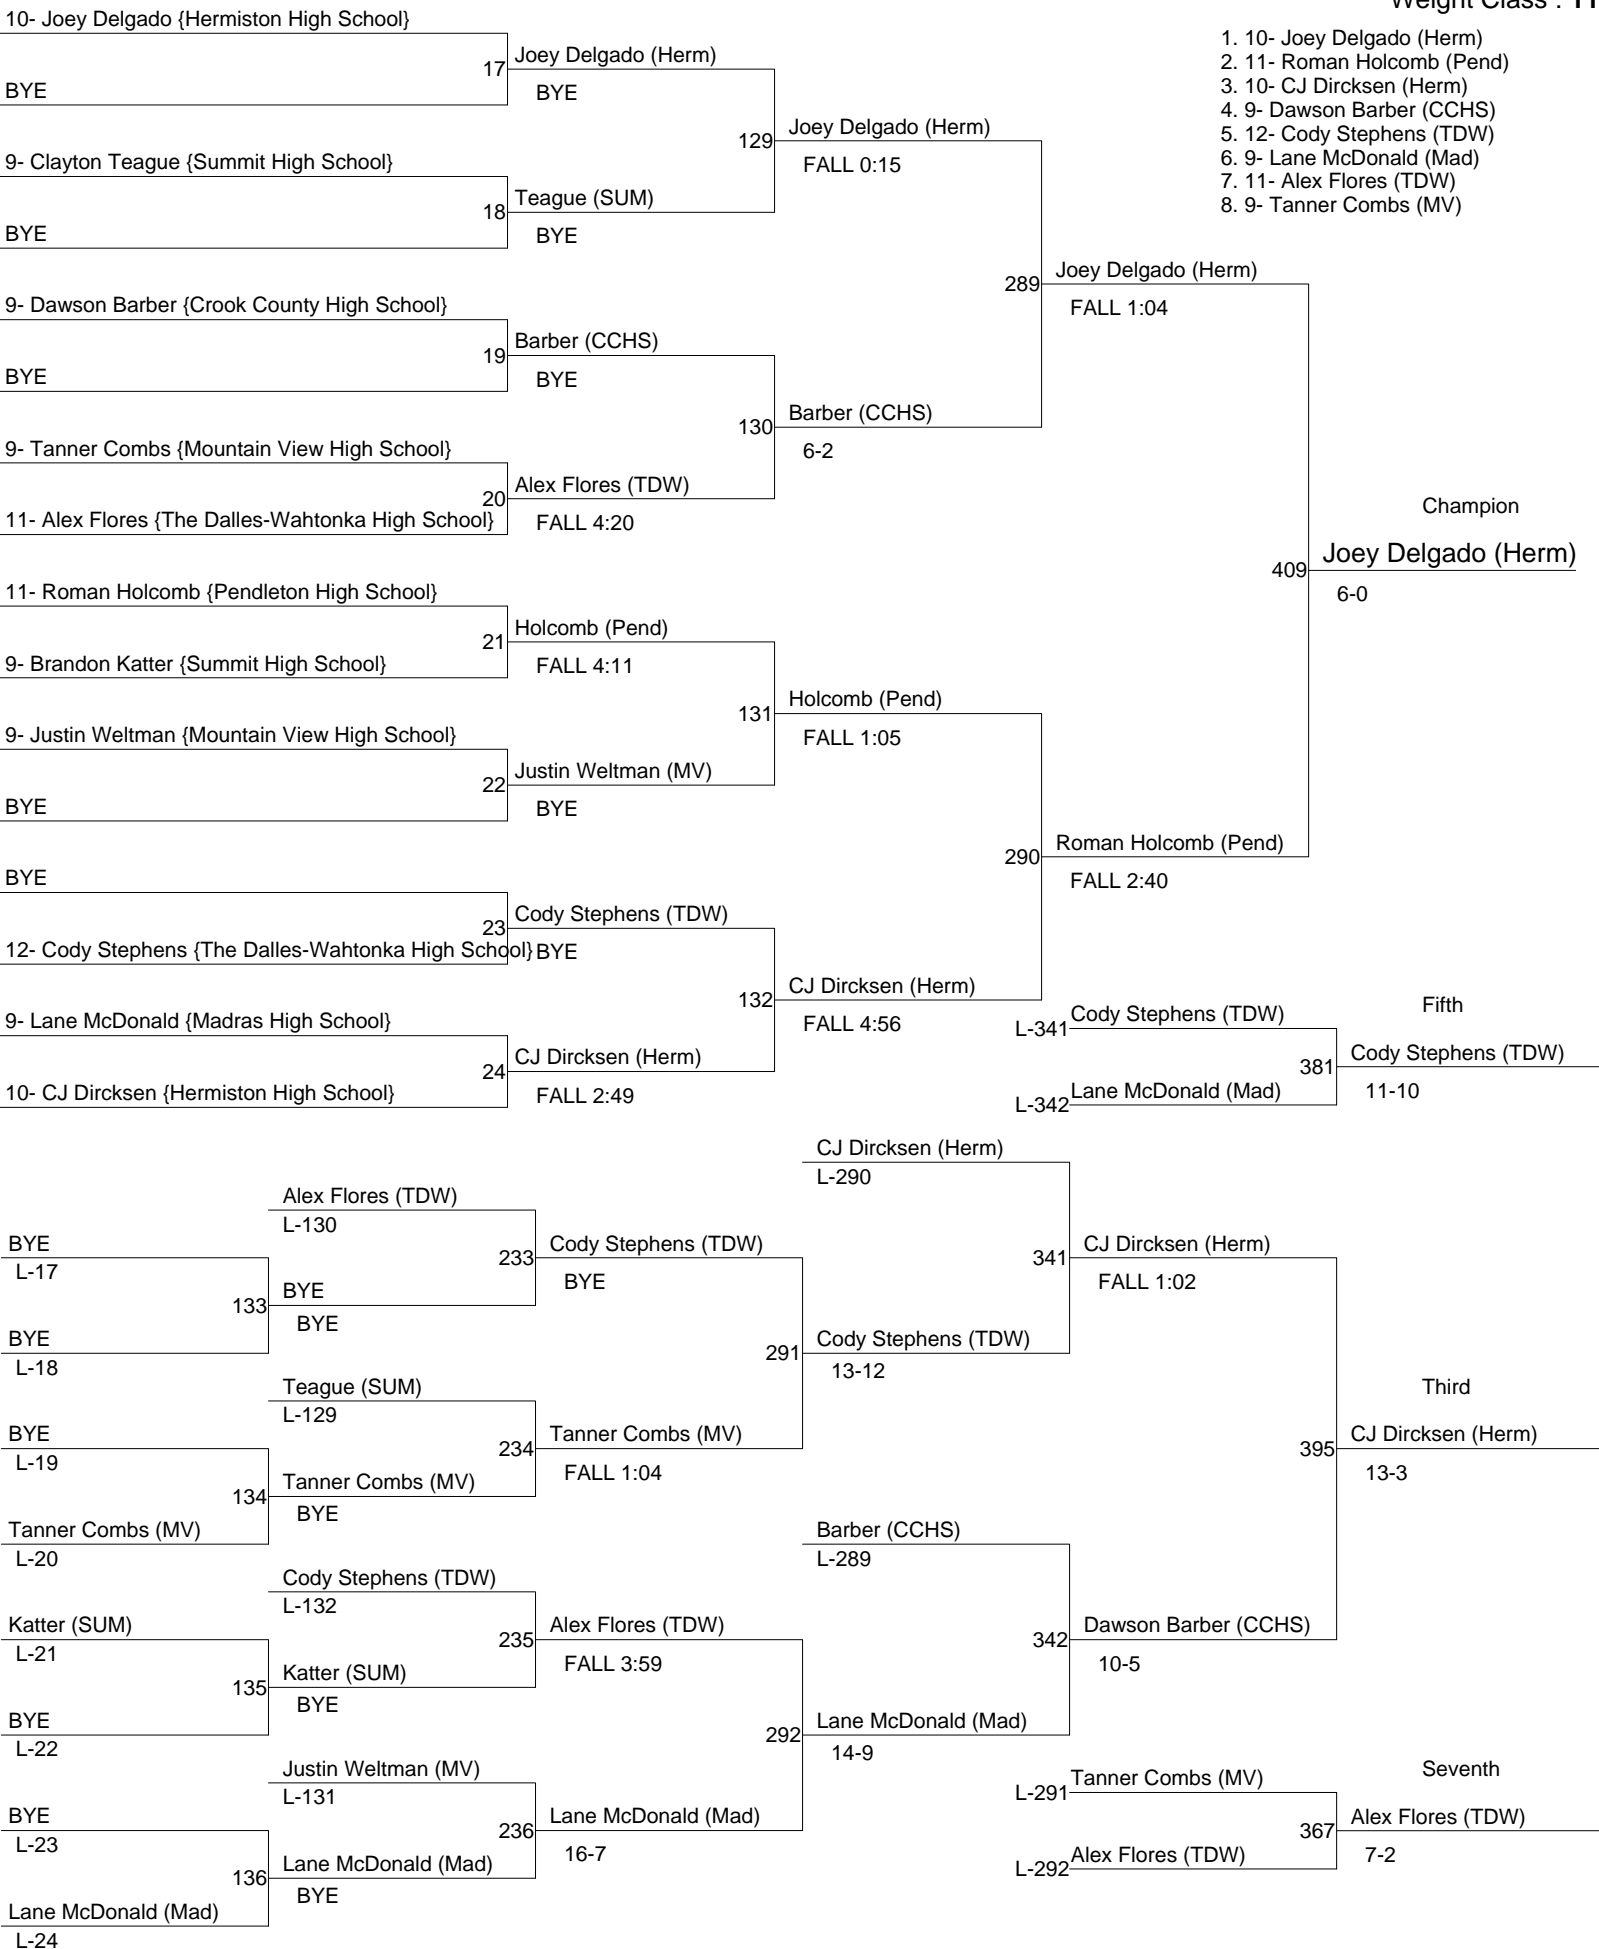 Weight Class :
1. 10- Joey Delgado (Herm)
2. 11- Roman Holcomb (Pend)
3. 10- CJ Dircksen (Herm)
4. 9- Dawson Barber (CCHS)
5. 12- Cody Stephens (TDW)
6. 9- Lane McDonald (Mad)
7. 11- Alex Flores (TDW)
8. 9- Tanner Combs (MV)
10- Joey Delgado {Hermiston High School}
BYE
9- Clayton Teague {Summit High School}
BYE
9- Dawson Barber {Crook County High School}
BYE
9- Tanner Combs {Mountain View High School}
11- Alex Flores {The Dalles-Wahtonka High School}
11- Roman Holcomb {Pendleton High School}
9- Brandon Katter {Summit High School}
9- Justin Weltman {Mountain View High School}
BYE
BYE
12- Cody Stephens {The Dalles-Wahtonka High School}
9- Lane McDonald {Madras High School}
10- CJ Dircksen {Hermiston High School}
17
Joey Delgado (Herm)
BYE
18
Teague (SUM)
BYE
19
Barber (CCHS)
BYE
20
Alex Flores (TDW)
FALL 4:20
21
Holcomb (Pend)
FALL 4:11
22
Justin Weltman (MV)
BYE
23
Cody Stephens (TDW)
BYE
24
CJ Dircksen (Herm)
FALL 2:49
129
Joey Delgado (Herm)
FALL 0:15
130
Barber (CCHS)
6-2
131
Holcomb (Pend)
FALL 1:05
132
CJ Dircksen (Herm)
FALL 4:56
289
Joey Delgado (Herm)
FALL 1:04
290
Roman Holcomb (Pend)
FALL 2:40
Champion
409
Joey Delgado (Herm)
6-0
Fifth
L-341
Cody Stephens (TDW)
L-342
Lane McDonald (Mad)
381
Cody Stephens (TDW)
11-10
BYE
L-17
BYE
L-18
BYE
L-19
Tanner Combs (MV)
L-20
Katter (SUM)
L-21
BYE
L-22
BYE
L-23
Lane McDonald (Mad)
L-24
Alex Flores (TDW)
L-130
133
BYE
BYE
Teague (SUM)
L-129
134
Tanner Combs (MV)
BYE
Cody Stephens (TDW)
L-132
135
Katter (SUM)
BYE
Justin Weltman (MV)
L-131
136
Lane McDonald (Mad)
BYE
233
Cody Stephens (TDW)
BYE
234
Tanner Combs (MV)
FALL 1:04
235
Alex Flores (TDW)
FALL 3:59
236
Lane McDonald (Mad)
16-7
CJ Dircksen (Herm)
L-290
291
Cody Stephens (TDW)
13-12
Barber (CCHS)
L-289
292
Lane McDonald (Mad)
14-9
341
CJ Dircksen (Herm)
FALL 1:02
342
Dawson Barber (CCHS)
10-5
Third
395
CJ Dircksen (Herm)
13-3
Seventh
L-291
Tanner Combs (MV)
L-292
Alex Flores (TDW)
367
Alex Flores (TDW)
7-2